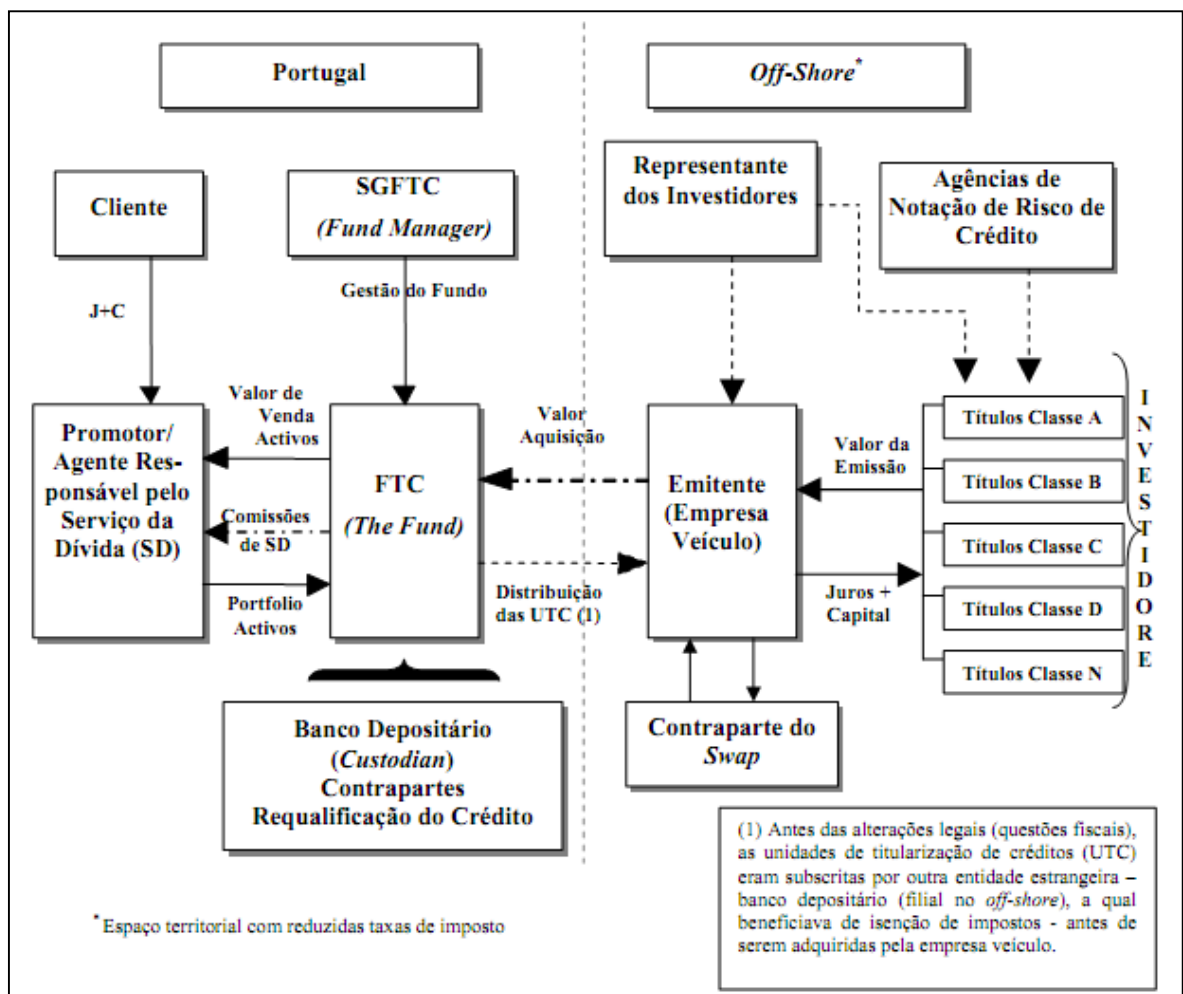 Portugal
Off-Shore*
Cliente
SGFTC
(Fund Manager)
Representante
dos Investidores
Agências de
Notação de Risco de
Crédito
J+C
Gestão do Fundo
Promotor/
Agente Res-
ponsável pelo
Serviço da
Dívida (SD)
Valor de
Venda
Activos
Comissões
de SD
Portfolio
Activos
FTC
(The Fund)
Valor
Aquisição
Distribuição
das UTC (1)
Emitente
(Empresa
Veículo)
Valor da
Emissão
Juros +
Capital
Títulos Classe A
Títulos Classe B
Títulos Classe C
Títulos Classe D
Títulos Classe N
INVESTIDORE
Banco Depositário
(Custodian)
Contrapartes
Requalificação do Crédito
Contraparte do
Swap
(1) Antes das alterações legais (questões fiscais),
as unidades de titularização de créditos (UTC)
eram subscritas por outra entidade estrangeira –
banco depositário (filial no off-shore), a qual
beneficiava de isenção de impostos - antes de
serem adquiridas pela empresa veículo.
* Espaço territorial com reduzidas taxas de imposto